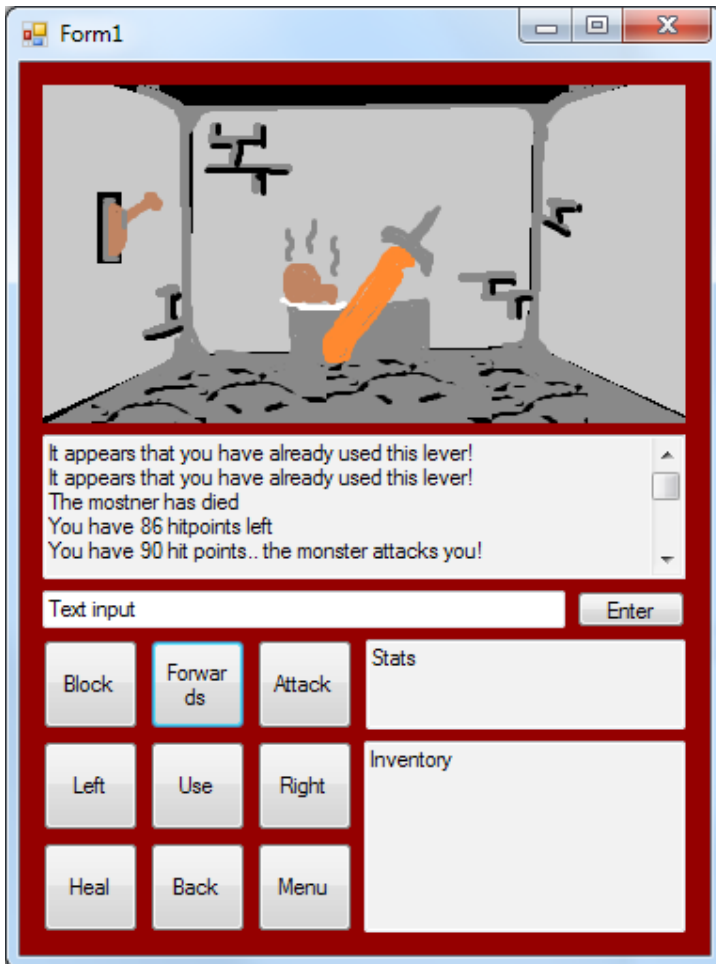 Form1
It appears that you have already used this lever!
It appears that you have already used this lever!
The mostner has died
You have 86 hitpoints left
You have 90 hit points.. the monster attacks you!
Text input
Enter
Block
Forwar
ds
Attack
Stats
Left
Use
Right
Inventory
Heal
Back
Menu